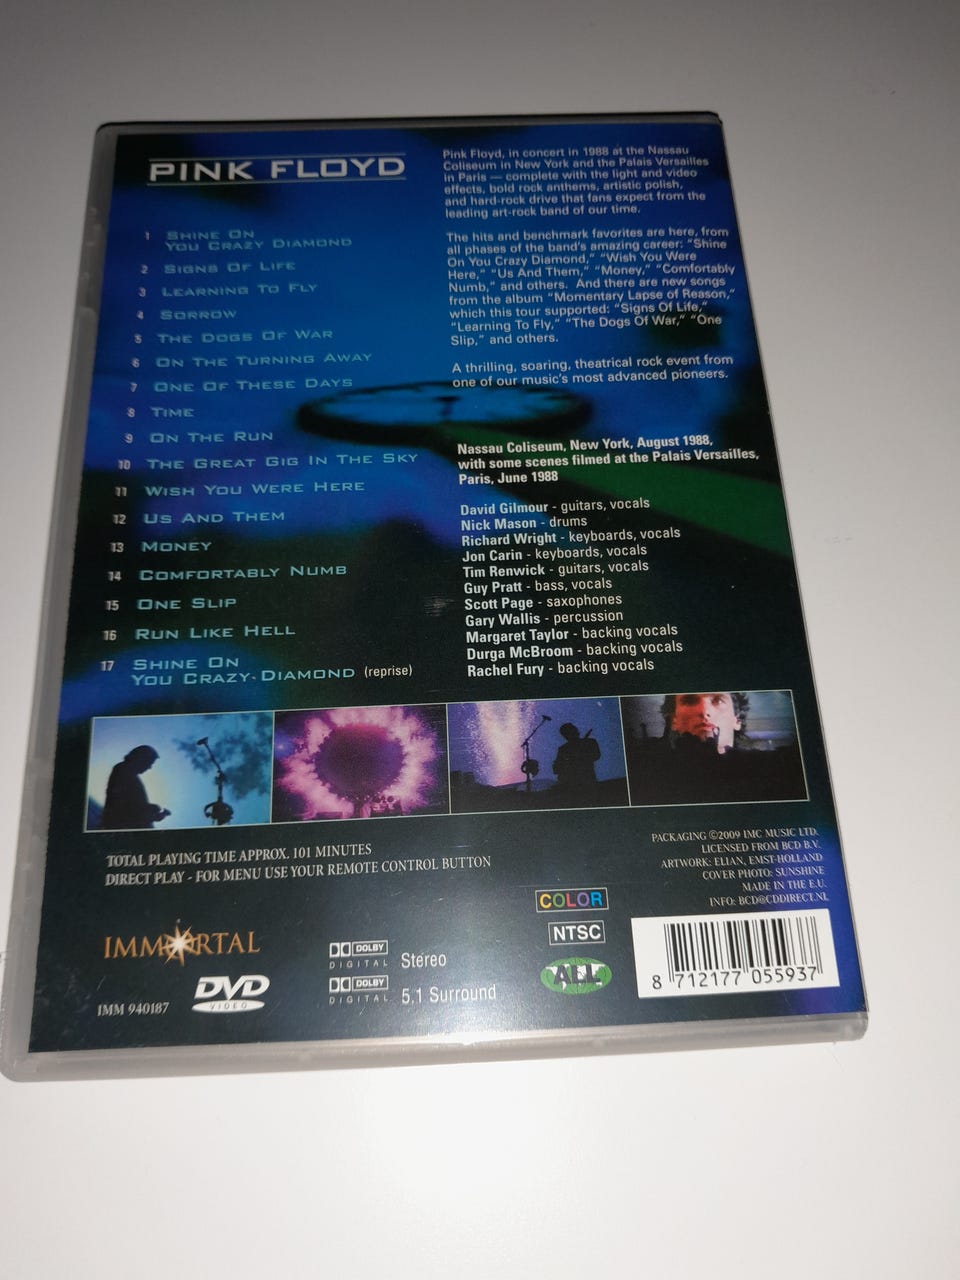 PINK FLOYD
1 SHINE ON
YOU CRAZY DIAMOND
2 SIGNS OF LIFE
3 LEARNING TO FLY
4 SORROW
5 THE DOGS OF WAR
6 ON THE TURNING AWAY
7 ONE OF THESE DAYS
8 TIME
9 ON THE RUN
10 THE GREAT GIG IN THE SKY
11 WISH YOU WERE HERE
12 US AND THEM
13 MONEY
14 COMFORTABLY NUMB
15 ONE SLIP
16 RUN LIKE HELL
17 SHINE ON
YOU CRAZY DIAMOND (reprise)
Pink Floyd, in concert in 1988 at the Nassau
Coliseum in New York and the Palais Versailles
in Paris — complete with the light and video
effects, bold rock anthems, artistic polish,
and hard-rock drive that fans expect from the
leading art-rock band of our time.
The hits and benchmark favorites are here, from
all phases of the band's amazing career: "Shine
On You Crazy Diamond," "Wish You Were
Here," "Us And Them," "Money," "Comfortably
Numb," and others. And there are new songs
from the album "Momentary Lapse of Reason,"
which this tour supported: "Signs Of Life,"
"Learning To Fly," "The Dogs Of War," "One
Slip," and others.
A thrilling, soaring, theatrical rock event from
one of our music's most advanced pioneers.
Nassau Coliseum, New York, August 1988,
with some scenes filmed at the Palais Versailles,
Paris, June 1988
David Gilmour - guitars, vocals
Nick Mason - drums
Richard Wright - keyboards, vocals
Jon Carin - keyboards, vocals
Tim Renwick - guitars, vocals
Guy Pratt - bass, vocals
Scott Page - saxophones
Gary Wallis - percussion
Margaret Taylor - backing vocals
Durga McBroom - backing vocals
Rachel Fury - backing vocals
TOTAL PLAYING TIME APPROX. 101 MINUTES
DIRECT PLAY - FOR MENU USE YOUR REMOTE CONTROL BUTTON
PACKAGING ©2009 IMC MUSIC LTD.
LICENSED FROM BCD B.V.
ARTWORK: ELIAN, EMST-HOLLAND
COVER PHOTO: SUNSHINE
MADE IN THE E.U.
INFO: BCD@CDDIRECT.NL
IMMORTAL
IMM 940187
DVD
VIDEO
DOLBY
DIGITAL Stereo
DOLBY
DIGITAL 5.1 Surround
COLOR
NTSC
ALL
8 712177 055937